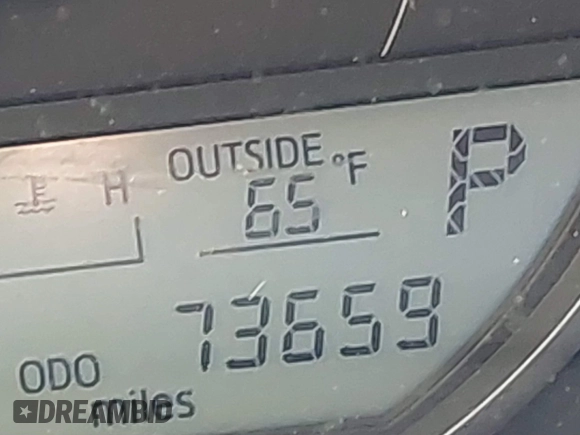 OUTSIDE °F P
H 65
73659
ODO
miles
DREAMBID